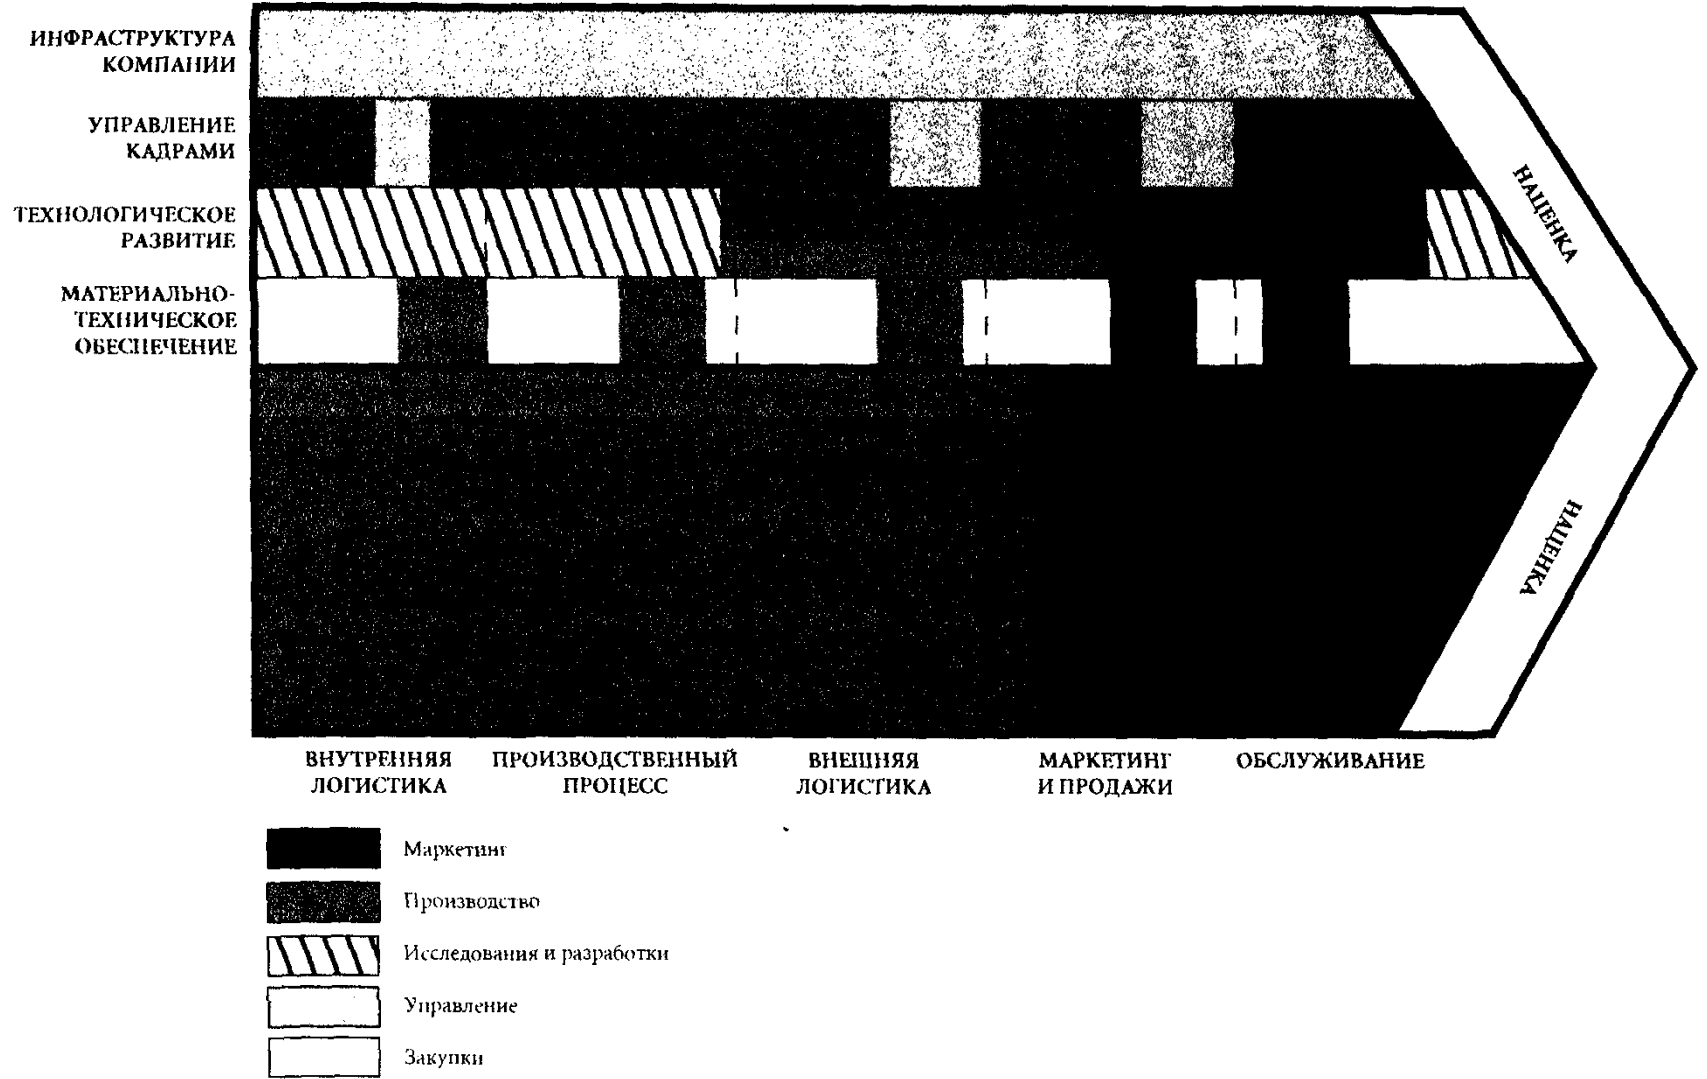 ИНФРАСТРУКТУРА
КОМПАНИИ
УПРАВЛЕНИЕ
КАДРАМИ
ТЕХНОЛОГИЧЕСКОЕ
РАЗВИТИЕ
МАТЕРИАЛЬНО-
ТЕХНИЧЕСКОЕ
ОБЕСПЕЧЕНИЕ
НАЦЕНКА
НАЦЕНКА
ВНУТРЕННЯЯ
ЛОГИСТИКА
ПРОИЗВОДСТВЕННЫЙ
ПРОЦЕСС
ВНЕШНЯЯ
ЛОГИСТИКА
МАРКЕТИНГ
И ПРОДАЖИ
ОБСЛУЖИВАНИЕ
Маркетинг
Производство
Исследования и разработки
Управление
Закупки